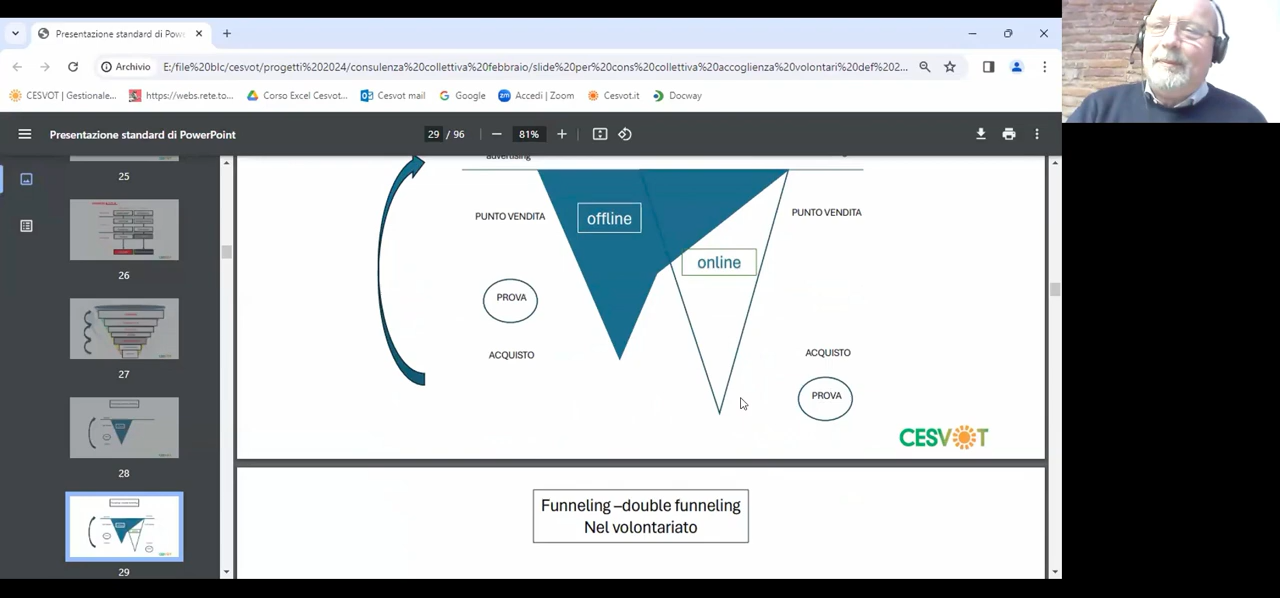 Presentazione standard di Pow
Archivio
E:/file%20blc/cesvot/progetti%202024/consulenza%20collettiva%20febbraio/slide%20per%20cons%20collettiva%20accoglienza%20volontari%20def%202...
CESVOT | Gestionale...
https://webs.rete.to...
Corso Excel Cesvot...
Cesvot mail
Google
Accedi | Zoom
Cesvot.it
Docway
Presentazione standard di PowerPoint
29 / 96
81%
25
26
27
28
29
advertising
PUNTO VENDITA
offline
PUNTO VENDITA
online
PROVA
ACQUISTO
ACQUISTO
PROVA
CESVOT
Funneling –double funneling
Nel volontariato